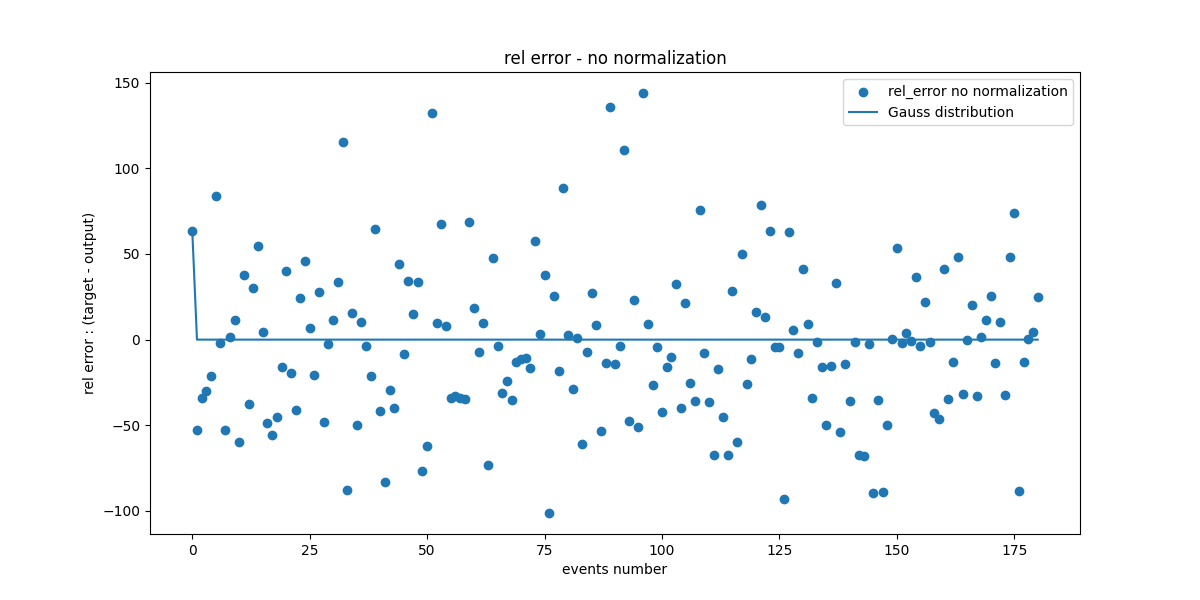 rel error - no normalization
rel_error no normalization
Gauss distribution
rel error : (target - output)
150
100
50
0
−50
−100
0
25
50
75
100
125
150
175
events number